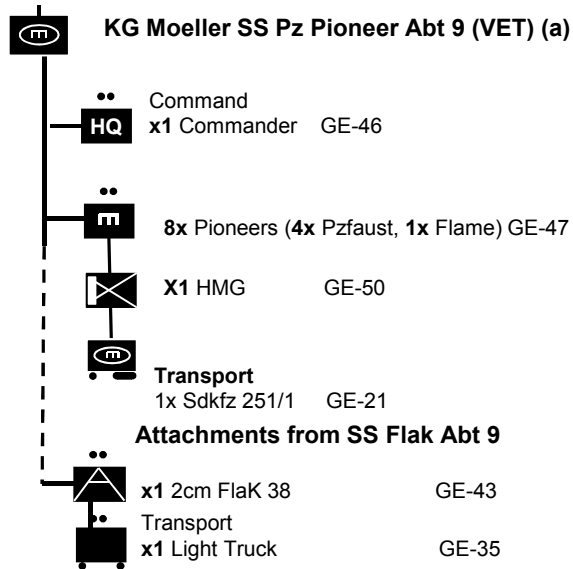 KG Moeller SS Pz Pioneer Abt 9 (VET) (a)
Command
HQ x1 Commander GE-46
8x Pioneers (4x Pzfaust, 1x Flame) GE-47
X1 HMG GE-50
Transport
1x Sdkfz 251/1 GE-21
Attachments from SS Flak Abt 9
x1 2cm FlaK 38 GE-43
Transport
x1 Light Truck GE-35